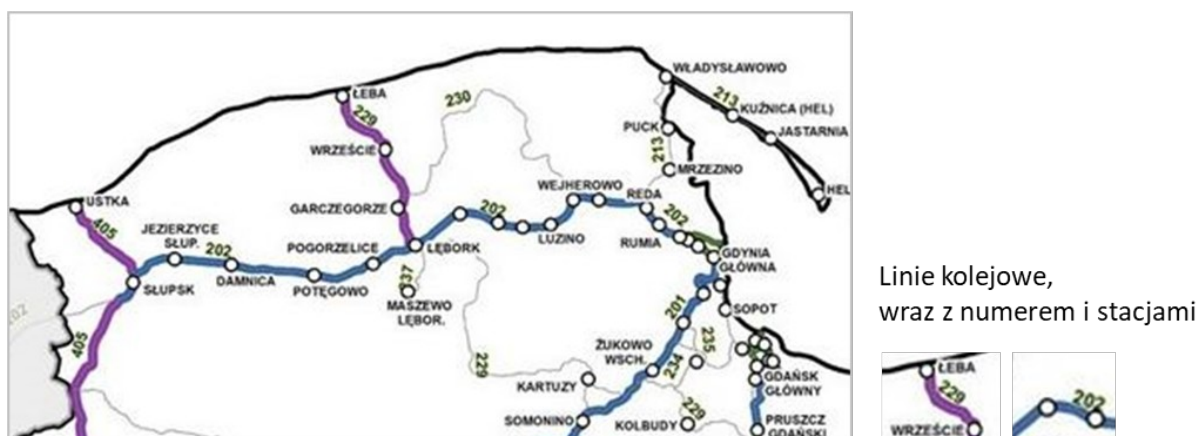 WŁADYSŁAWOWO
213
KUŹNICA (HEL)
JASTARNIA
HEL
ŁEBA
229
230
WRZEŚCIE
PUCK
213
MRZEZINO
USTKA
405
GARCZEGORZE
WEJHEROWO
REDA
202
202
JEZIERZYCE
SŁUP.
202
POGORZELICE
LĘBORK
LUZINO
RUMIA
GDYNIA
GŁÓWNA
DAMNICA
POTĘGOWO
237
SŁUPSK
MASZEWO
LĘBOR.
201
SOPOT
202
405
ŻUKOWO
WSCH.
235
234
229
KARTUZY
GDAŃSK
GŁÓWNY
SOMONINO
KOLBUDY
229
PRUSZCZ
GDAŃSKI
Linie kolejowe,
wraz z numerem i stacjami
ŁEBA
229
WRZEŚCIE
202